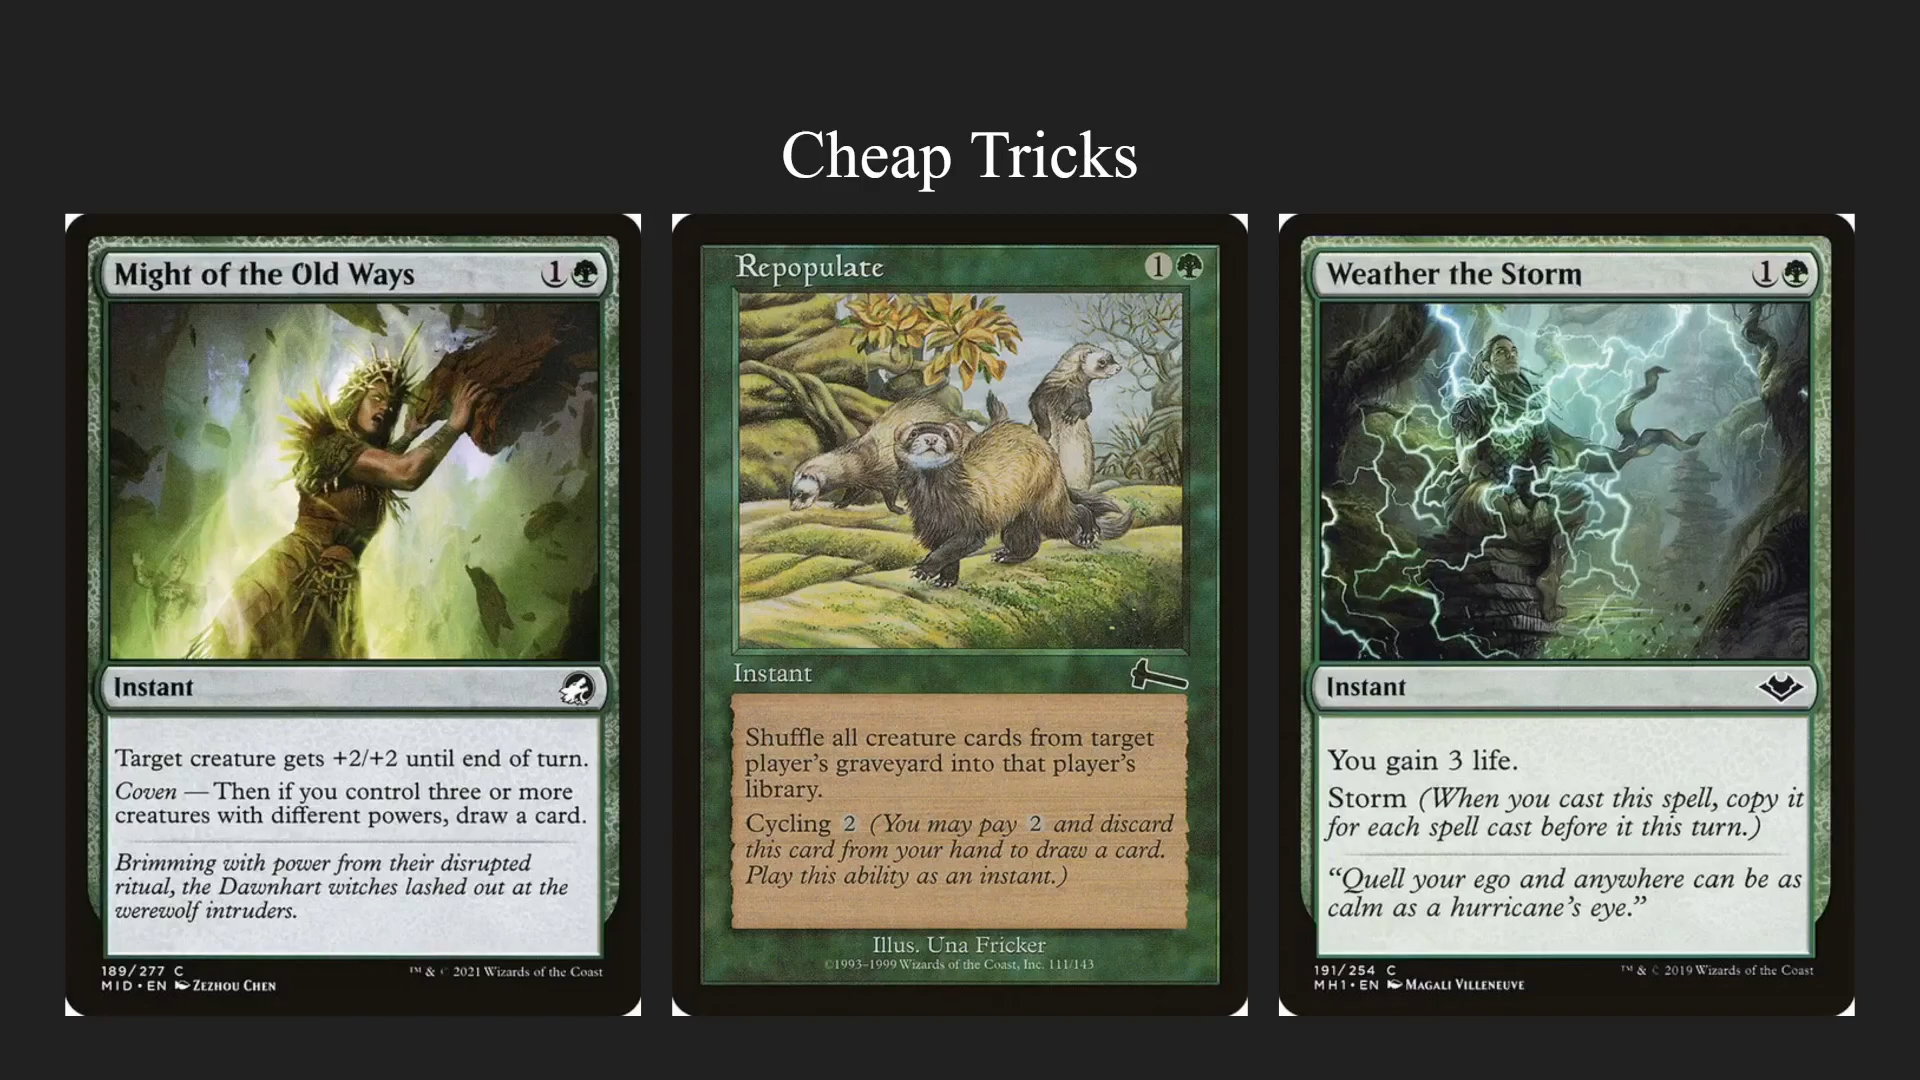 Cheap Tricks
Might of the Old Ways 1
Instant
Target creature gets +2/+2 until end of turn.
Coven — Then if you control three or more
creatures with different powers, draw a card.
Brimming with power from their disrupted
ritual, the Dawnhart witches lashed out at the
werewolf intruders.
189/277 C
MID • EN Zezhou Chen
™ & © 2021 Wizards of the Coast
Repopulate 1
Instant
Shuffle all creature cards from target
player's graveyard into that player's
library.
Cycling 2 (You may pay 2 and discard
this card from your hand to draw a card.
Play this ability as an instant.)
Illus. Una Fricker
©1993-1999 Wizards of the Coast, Inc. 111/143
Weather the Storm 1
Instant
You gain 3 life.
Storm (When you cast this spell, copy it
for each spell cast before it this turn.)
“Quell your ego and anywhere can be as
calm as a hurricane's eye.”
191/254 C
MH1 • EN Magali Villeneuve
™ & © 2019 Wizards of the Coast